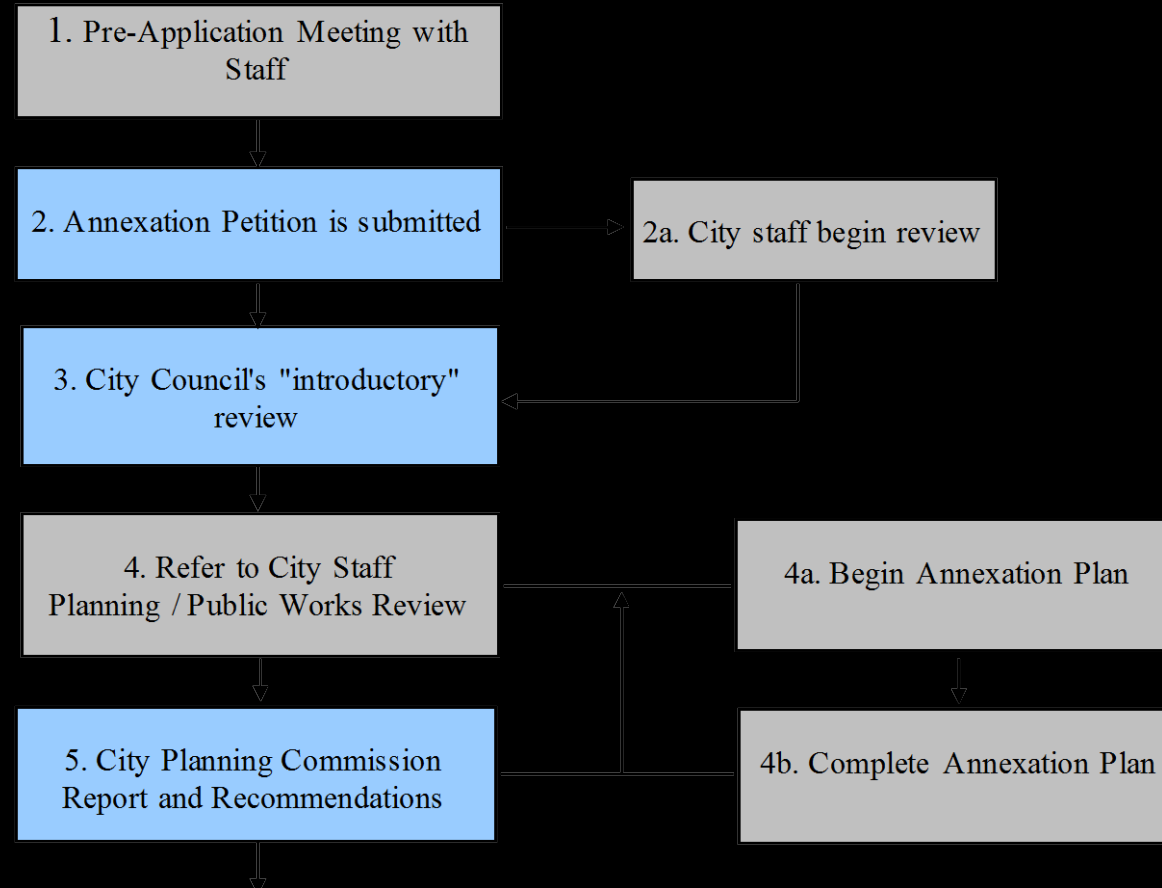 1. Pre-Application Meeting with
Staff
2. Annexation Petition is submitted
2a. City staff begin review
3. City Council's "introductory"
review
4. Refer to City Staff
Planning / Public Works Review
4a. Begin Annexation Plan
5. City Planning Commission
Report and Recommendations
4b. Complete Annexation Plan